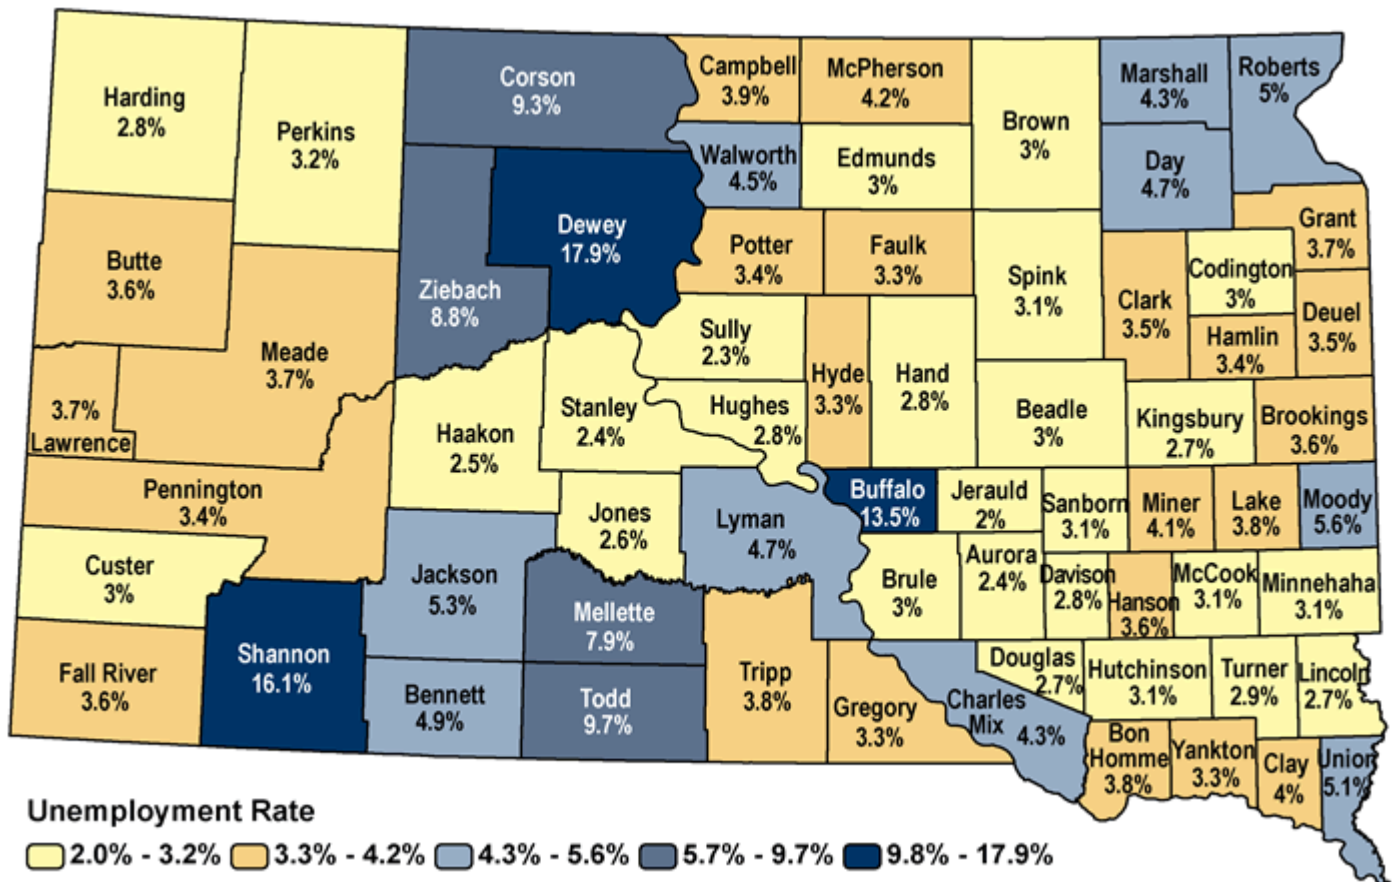 Harding
2.8%
Perkins
3.2%
Corson
9.3%
Campbell
3.9%
McPherson
4.2%
Brown
3%
Marshall
4.3%
Roberts
5%
Walworth
4.5%
Edmunds
3%
Day
4.7%
Dewey
17.9%
Butte
3.6%
Ziebach
8.8%
Potter
3.4%
Faulk
3.3%
Spink
3.1%
Grant
3.7%
Codington
3%
Clark
3.5%
Hamlin
3.4%
Deuel
3.5%
Meade
3.7%
Sully
2.3%
Hyde
3.3%
Hand
2.8%
3.7%
Lawrence
Haakon
2.5%
Stanley
2.4%
Hughes
2.8%
Beadle
3%
Kingsbury
2.7%
Brookings
3.6%
Pennington
3.4%
Jones
2.6%
Lyman
4.7%
Buffalo
13.5%
Jerauld
2%
Sanborn
3.1%
Miner
4.1%
Lake
3.8%
Moody
5.6%
Custer
3%
Jackson
5.3%
Mellette
7.9%
Brule
3%
Aurora
2.4%
Davison
2.8%
Hanson
3.6%
McCook
3.1%
Minnehaha
3.1%
Fall River
3.6%
Shannon
16.1%
Bennett
4.9%
Todd
9.7%
Tripp
3.8%
Gregory
3.3%
Charles
Mix 4.3%
Douglas
2.7%
Hutchinson
3.1%
Turner
2.9%
Lincoln
2.7%
Bon
Homme
3.8%
Yankton
3.3%
Clay
4%
Union
5.1%
Unemployment Rate
2.0% - 3.2% 3.3% - 4.2% 4.3% - 5.6% 5.7% - 9.7% 9.8% - 17.9%